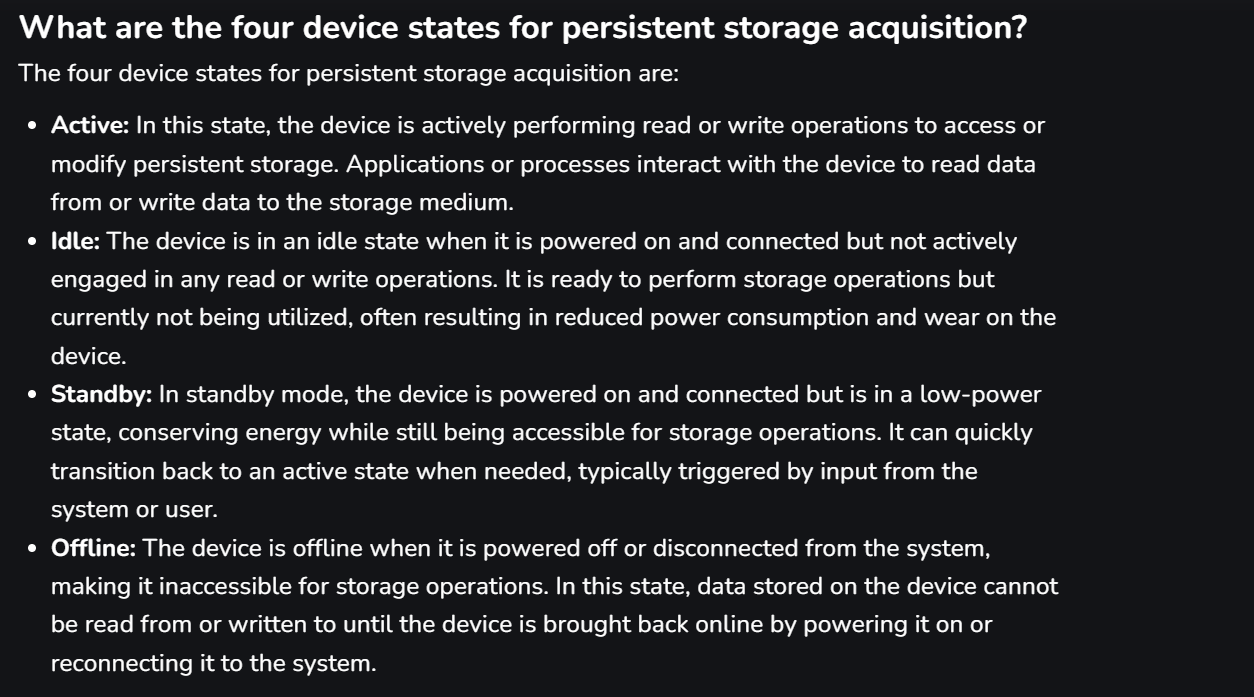 What are the four device states for persistent storage acquisition?
The four device states for persistent storage acquisition are:
• Active: In this state, the device is actively performing read or write operations to access or
modify persistent storage. Applications or processes interact with the device to read data
from or write data to the storage medium.
• Idle: The device is in an idle state when it is powered on and connected but not actively
engaged in any read or write operations. It is ready to perform storage operations but
currently not being utilized, often resulting in reduced power consumption and wear on the
device.
• Standby: In standby mode, the device is powered on and connected but is in a low-power
state, conserving energy while still being accessible for storage operations. It can quickly
transition back to an active state when needed, typically triggered by input from the
system or user.
• Offline: The device is offline when it is powered off or disconnected from the system,
making it inaccessible for storage operations. In this state, data stored on the device cannot
be read from or written to until the device is brought back online by powering it on or
reconnecting it to the system.